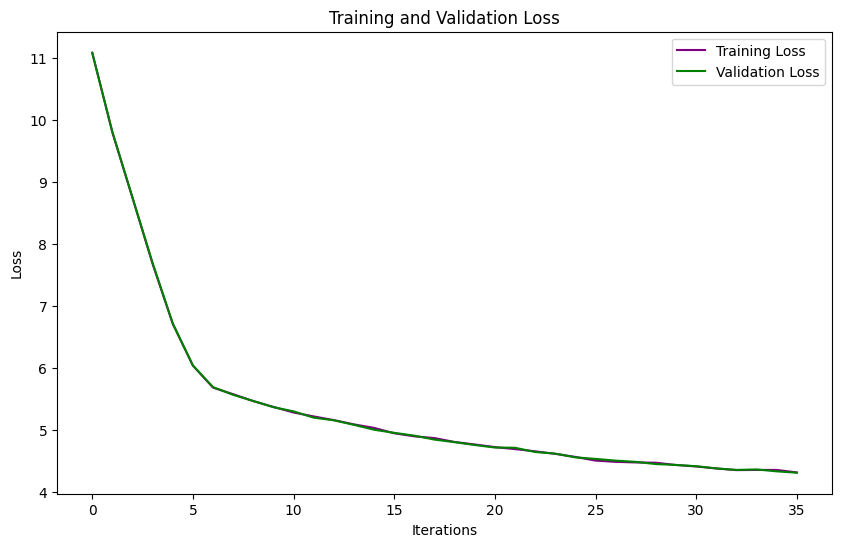 Training and Validation Loss
Training Loss
Validation Loss
11
10
9
8
7
6
5
4
Loss
0 5 10 15 20 25 30 35
Iterations